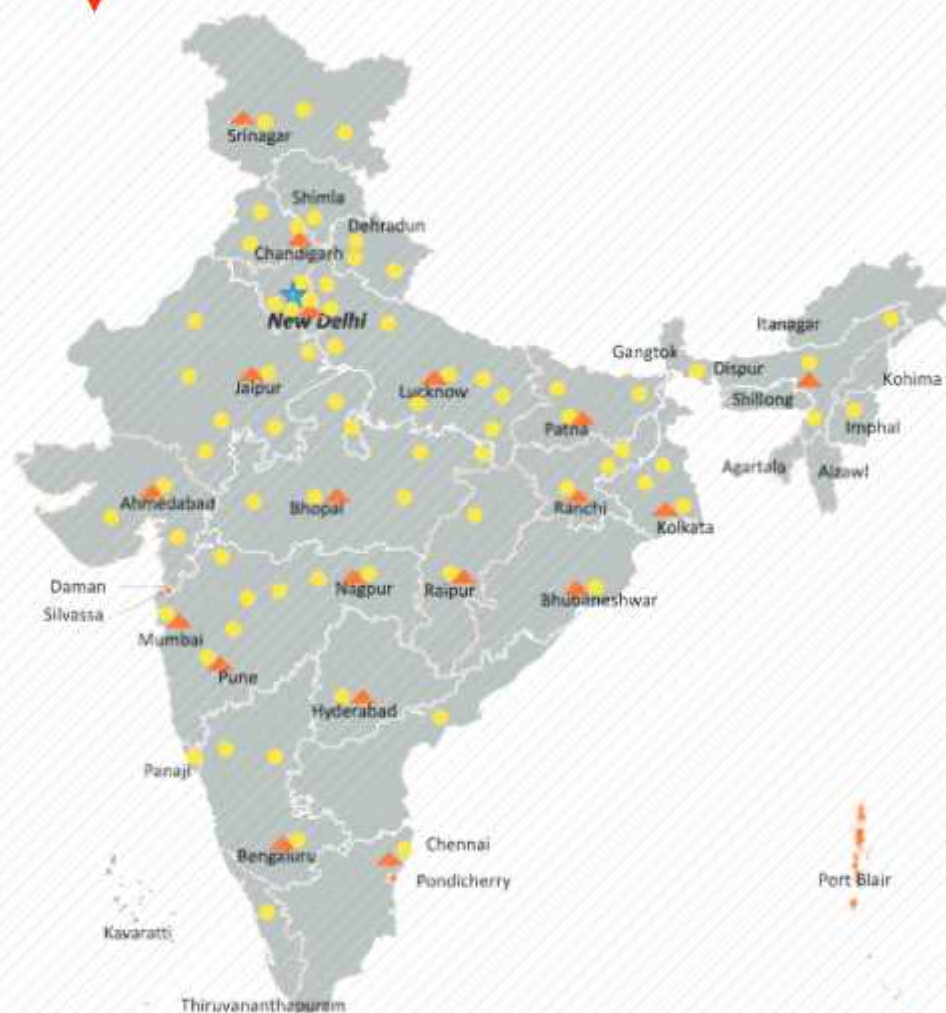 Srinagar
Shimla
Dehradun
Chandigarh
New Delhi
Itanagar
Gangtok
Dispur
Kohima
Jaipur
Lucknow
Shillong
Patna
Imphal
Agartala
Aizawl
Ahmedabad
Bhopal
Ranchi
Kolkata
Daman
Nagpur
Raipur
Bhubaneshwar
Silvassa
Mumbai
Pune
Hyderabad
Panaji
Chennai
Bengaluru
Pondicherry
Port Blair
Kavaratti
Thiruvananthapuram